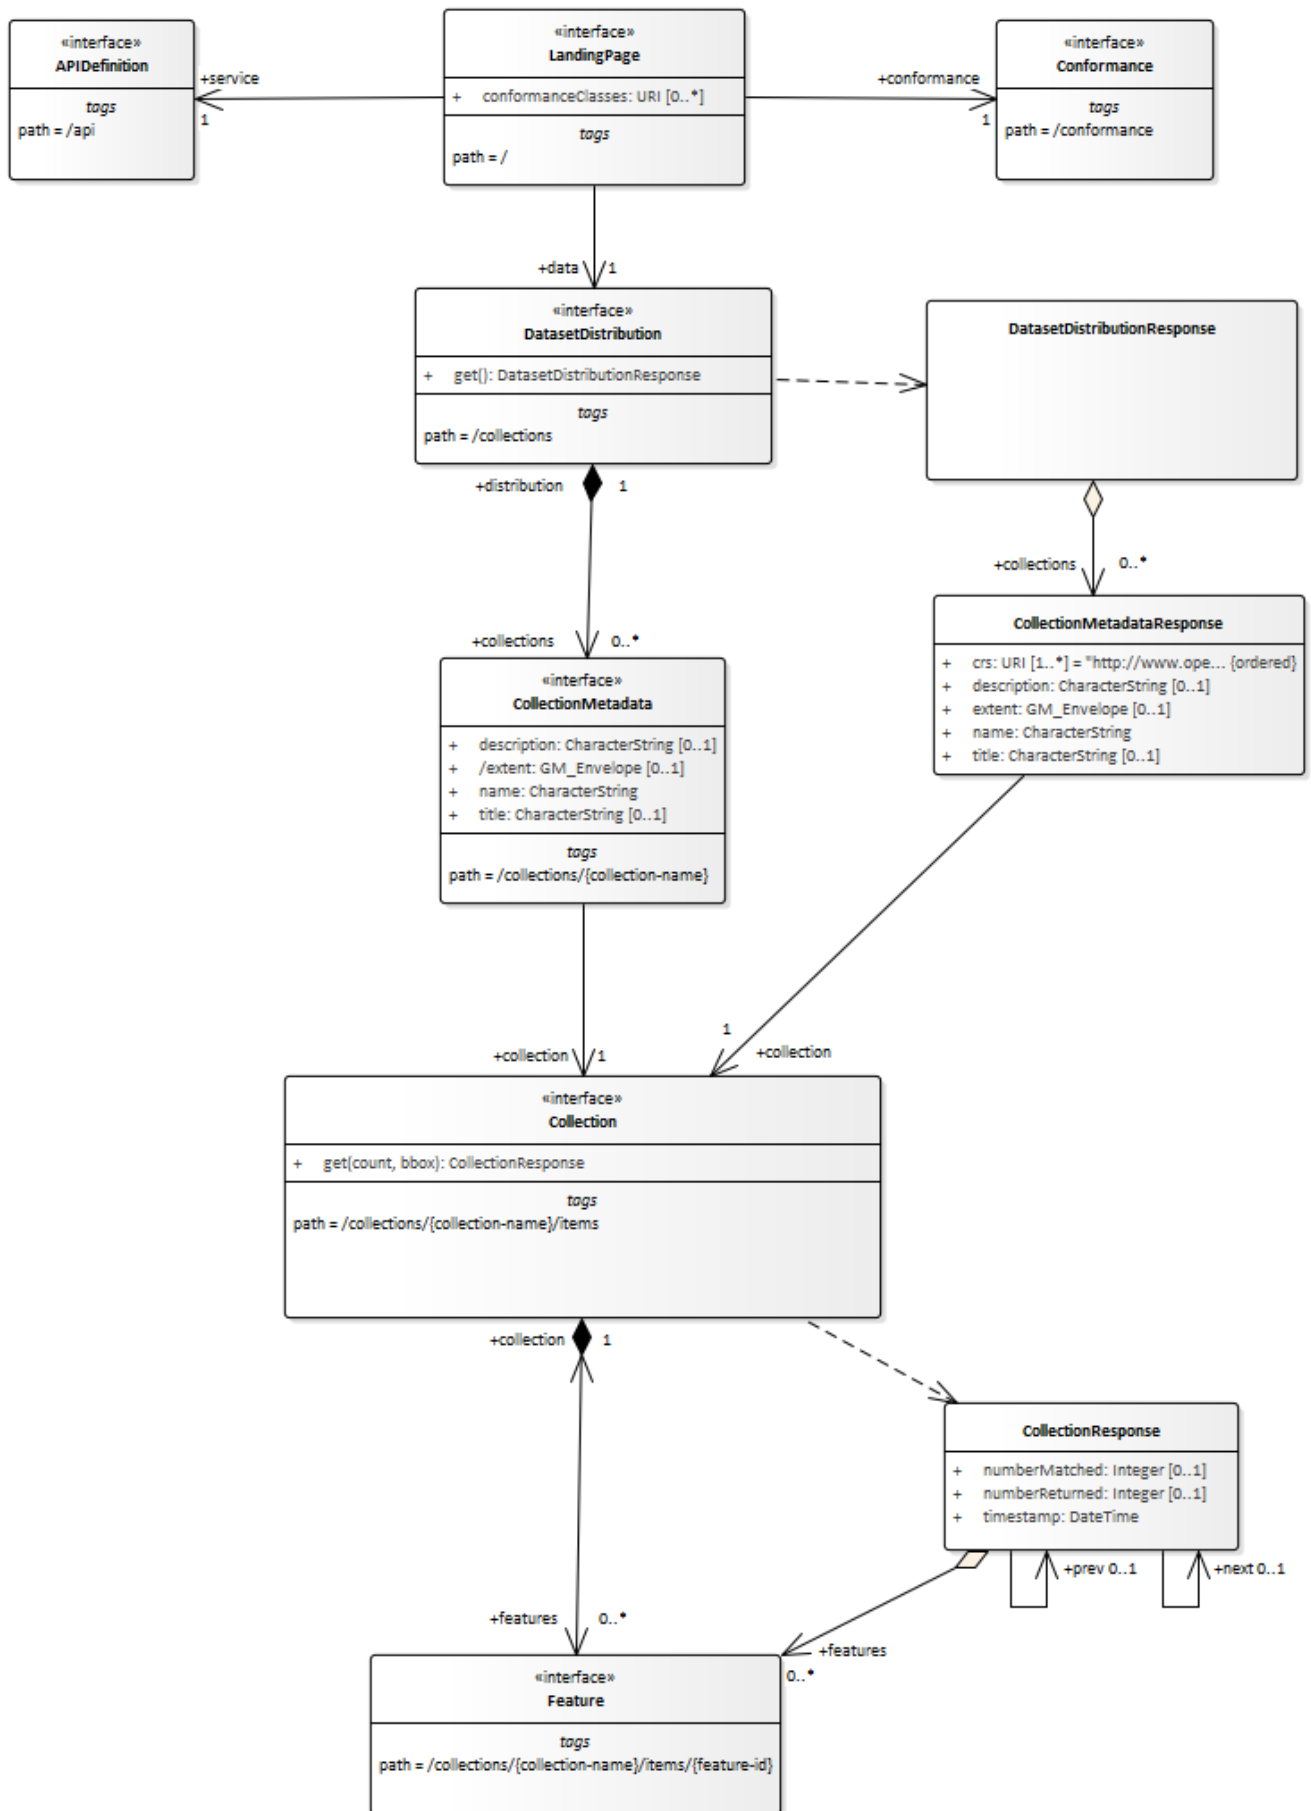 «interface»
APIDefinition
tags
path = /api
+service
1
«interface»
LandingPage
+ conformanceClasses: URI [0..*]
tags
path = /
+conformance
1
«interface»
Conformance
tags
path = /conformance
+data
1
«interface»
DatasetDistribution
+ get(): DatasetDistributionResponse
tags
path = /collections
DatasetDistributionResponse
+distribution
1
+collections
0..*
+collections
0..*
CollectionMetadataResponse
+ crs: URI [1..*] = "http://www.ope... {ordered}
+ description: CharacterString [0..1]
+ extent: GM_Envelope [0..1]
+ name: CharacterString
+ title: CharacterString [0..1]
«interface»
CollectionMetadata
+ description: CharacterString [0..1]
+ /extent: GM_Envelope [0..1]
+ name: CharacterString
+ title: CharacterString [0..1]
tags
path = /collections/{collection-name}
+collection
1
1
+collection
«interface»
Collection
+ get(count, bbox): CollectionResponse
tags
path = /collections/{collection-name}/items
+collection
1
CollectionResponse
+ numberMatched: Integer [0..1]
+ numberReturned: Integer [0..1]
+ timestamp: DateTime
+prev 0..1
+next 0..1
+features
0..*
+features
0..*
«interface»
Feature
tags
path = /collections/{collection-name}/items/{feature-id}